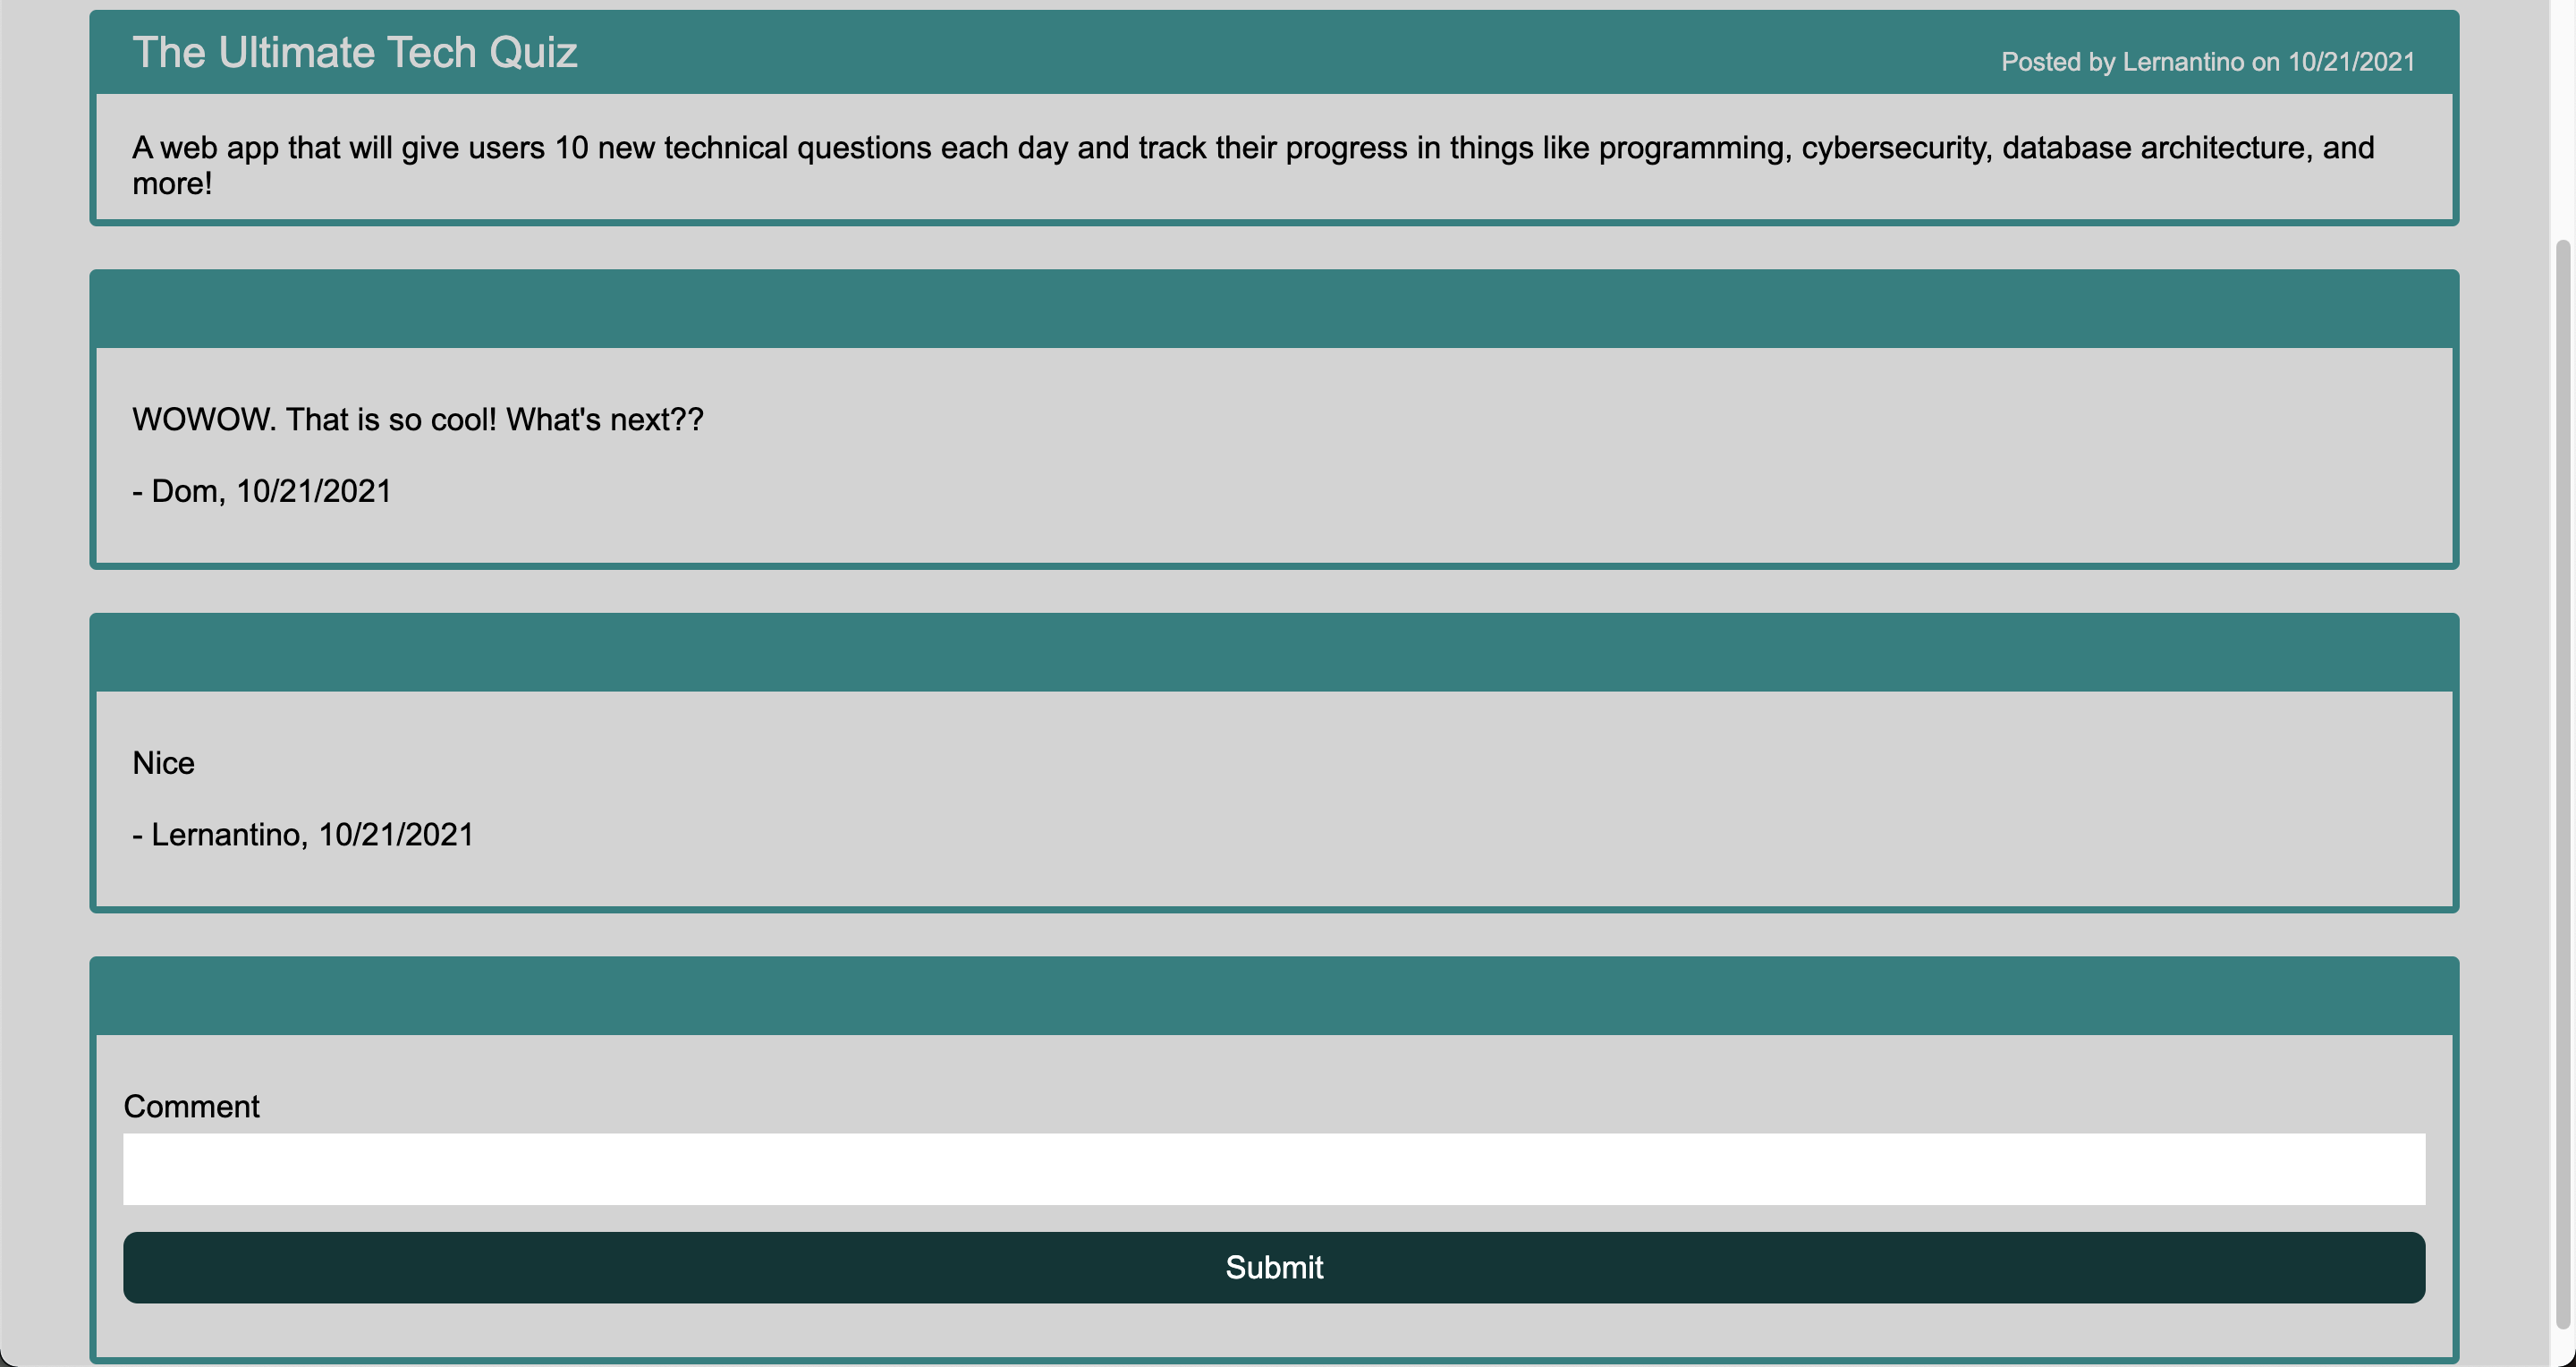 The Ultimate Tech Quiz
Posted by Lernantino on 10/21/2021
A web app that will give users 10 new technical questions each day and track their progress in things like programming, cybersecurity, database architecture, and
more!
WOWOW. That is so cool! What's next??
- Dom, 10/21/2021
Nice
- Lernantino, 10/21/2021
Comment
Submit